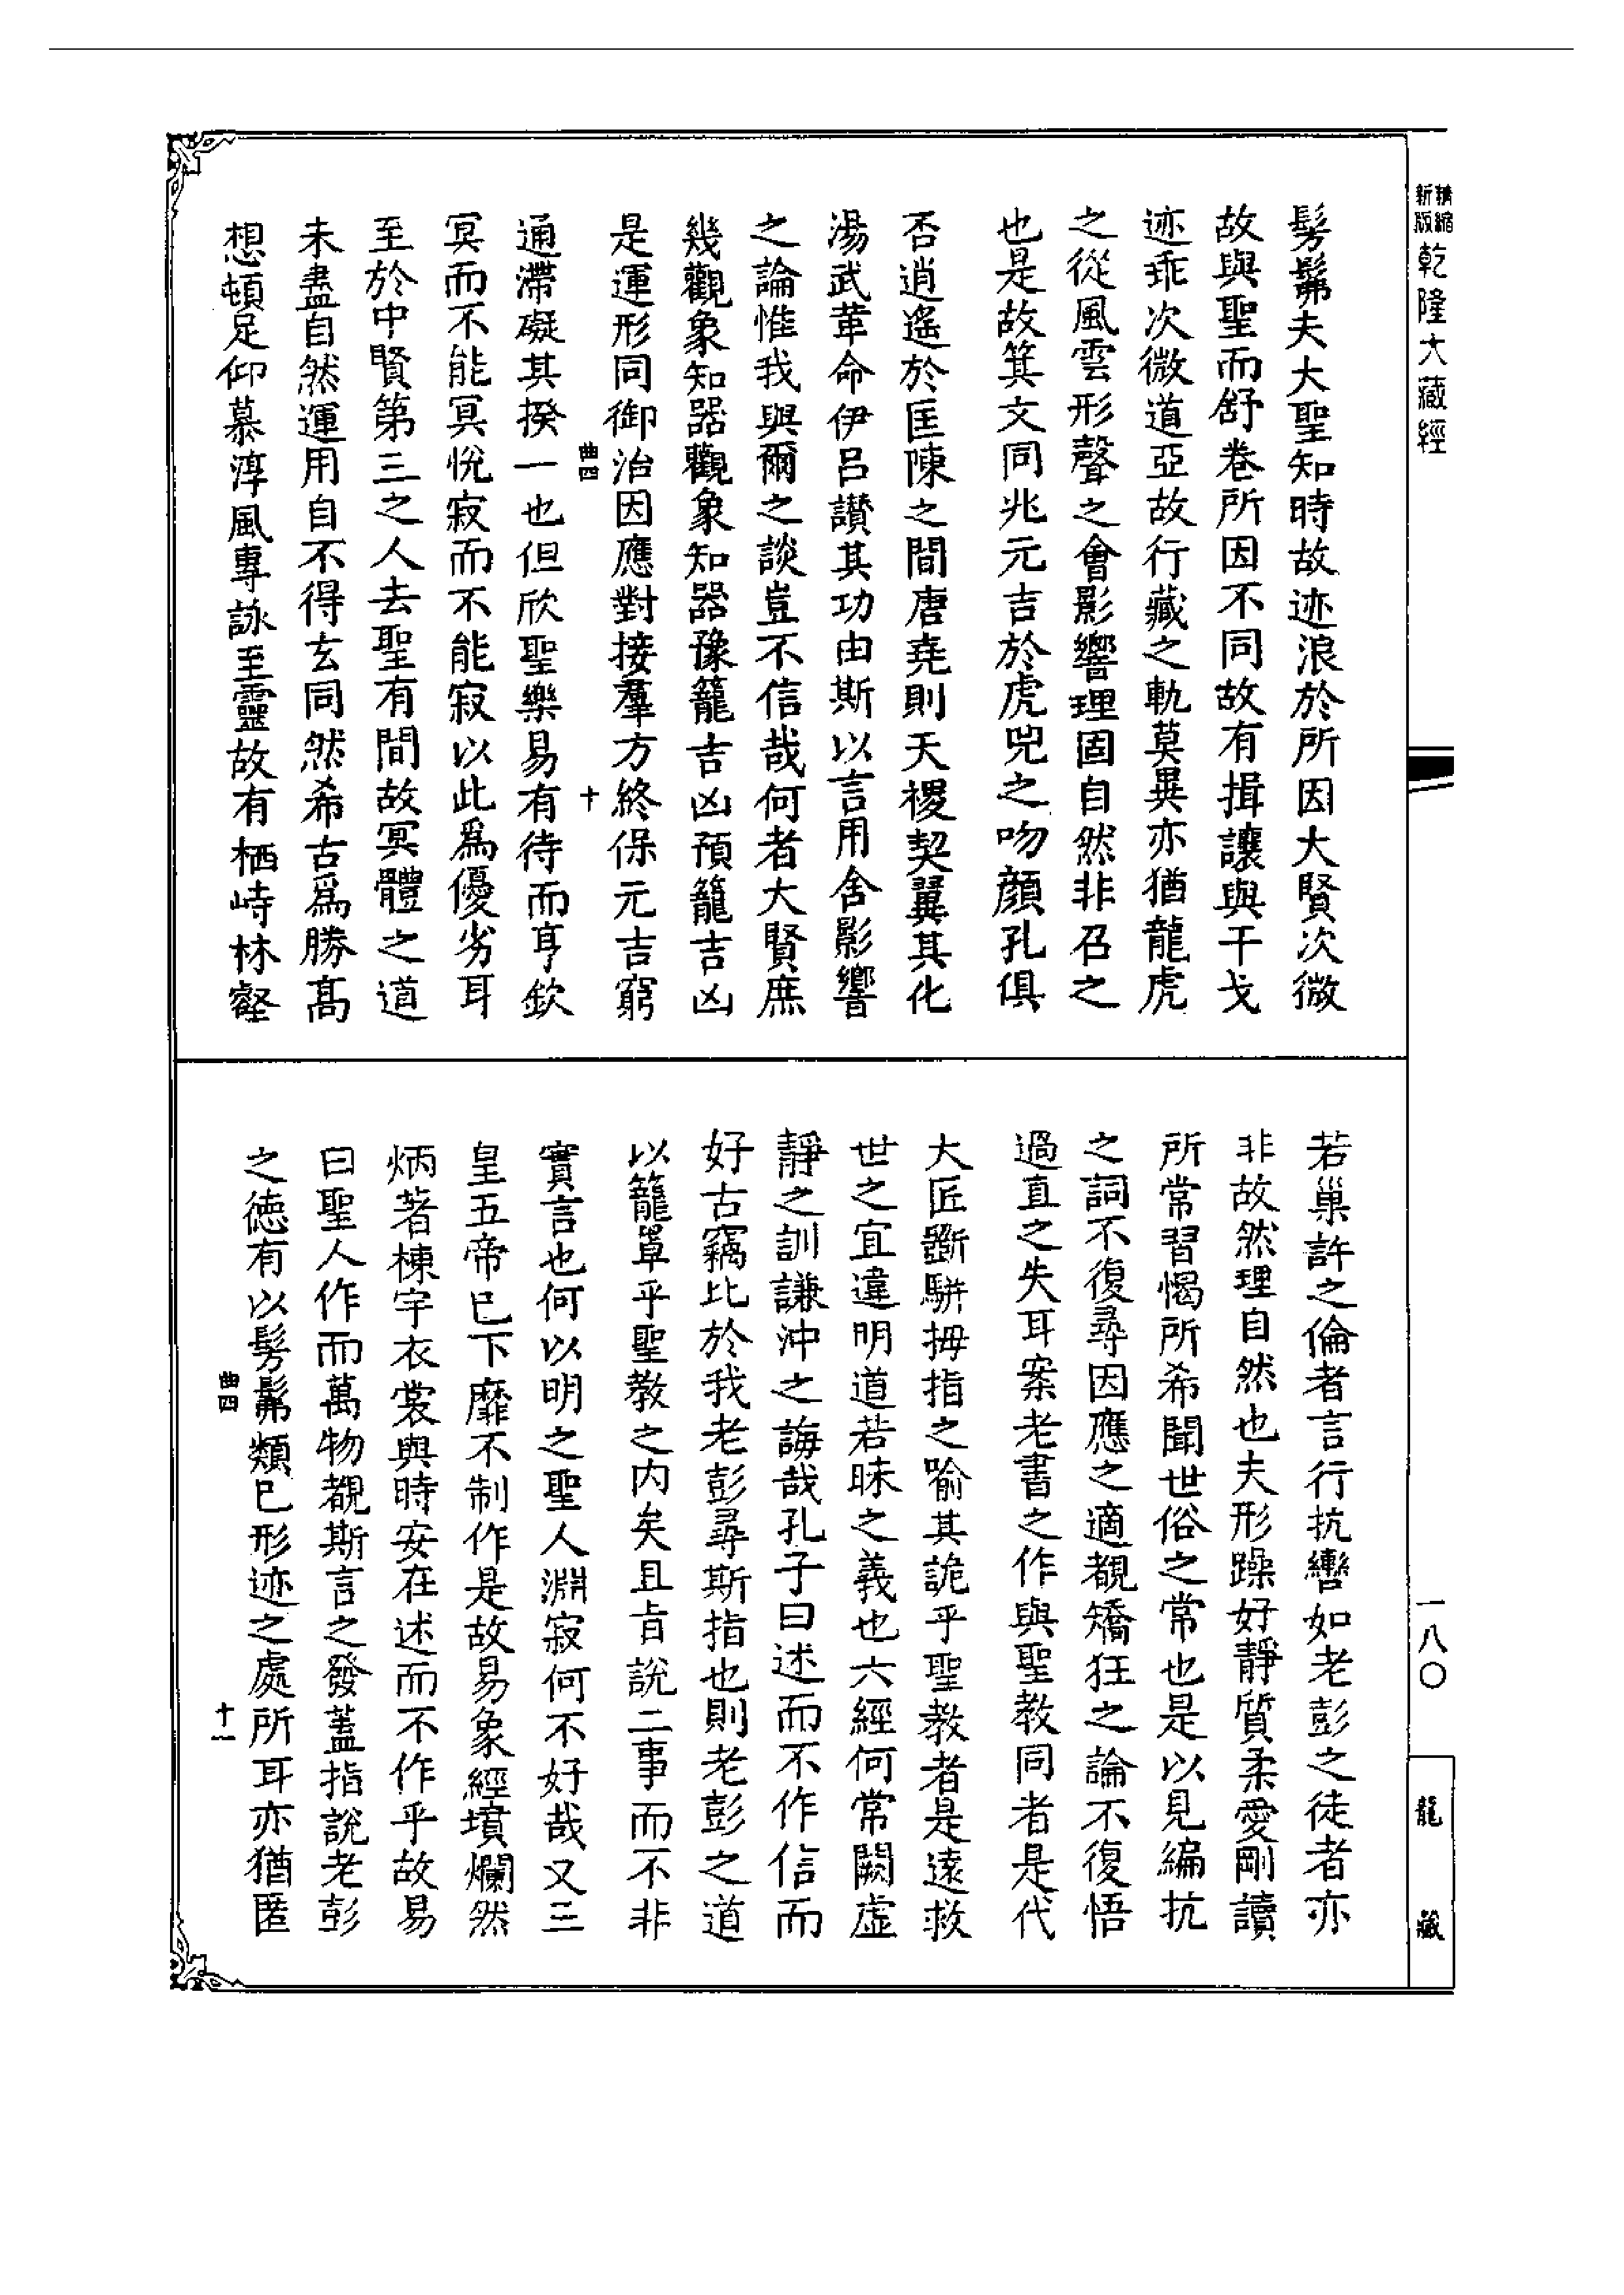 精縮新版
乾隆大藏經
髣髴夫大聖知時故迹浪於所因大賢次微
故與聖而舒卷所因不同故有揖讓與干戈
迹乖次微道亞故行藏之軌莫異亦猶龍虎
之從風雲形聲之會影響理固自然非召之
也是故箕文同兆元吉於虎兕之吻顏孔俱
否逍遙於匡陳之間唐堯則天稷契翼其化
湯武革命伊呂讚其功由斯以言用舍影響
之論惟我與爾之談豈不信哉何者大賢庶
幾觀象知器觀象知器豫籠吉凶預籠吉凶
是運形同御治因應對接羣方終保元吉窮
曲四
十
通滯礙其揆一也但欣聖樂易有待而亨欽
冥而不能冥悅寂而不能寂以此爲優劣耳
至於中賢第三之人去聖有間故冥體之道
未盡自然運用自不得玄同然希古爲勝高
想頓足仰慕淳風專詠至靈故有栖峙林壑
若巢許之倫者言行抗轡如老彭之徒者亦
非故然理自然也夫形躁好靜質柔愛剛讀
所常習愒所希聞世俗之常也是以見編抗
之詞不復尋因應之適覩矯狂之論不復悟
過直之失耳案老書之作與聖教同者是代
大匠斲駢拇指之喻其詭乎聖教者是遠救
世之宜違明道若昧之義也六經何常闕虛
靜之訓謙沖之誨哉孔子曰述而不作信而
好古竊比於我老彭尋斯指也則老彭之道
以籠罩乎聖教之内矣且旨說二事而不非
實言也何以明之聖人淵寂何不好哉又三
皇五帝已下靡不制作是故易象經墳爛然
炳著棟宇衣裳與時安在述而不作乎故易
曰聖人作而萬物覩斯言之發蓋指說老彭
之德有以髣髴類已形迹之處所耳亦猶匿
曲四
十一
一八〇
龍
藏